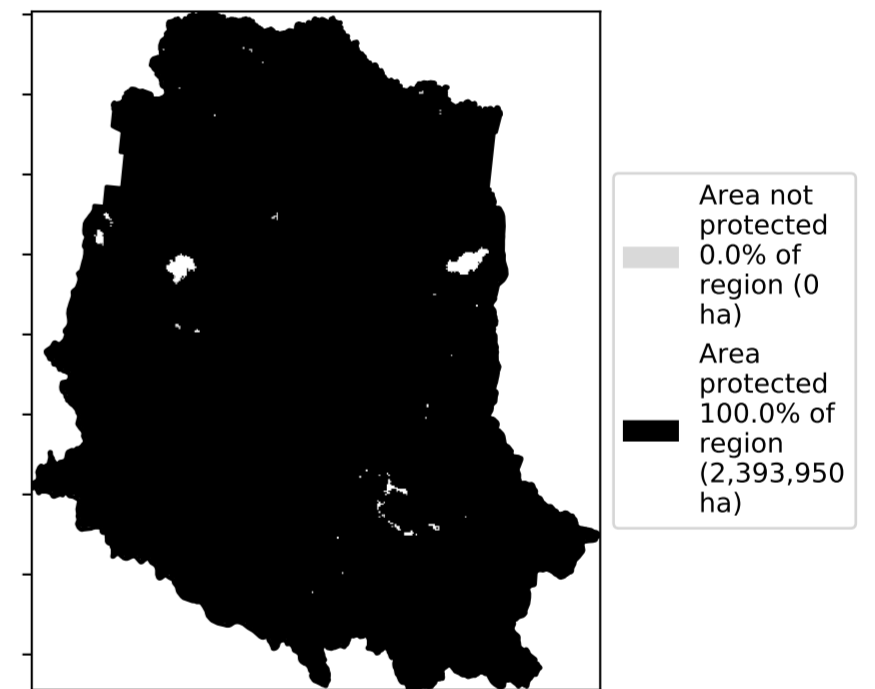 Area not
protected
0.0% of
region (0
ha)
Area
protected
100.0% of
region
(2,393,950
ha)